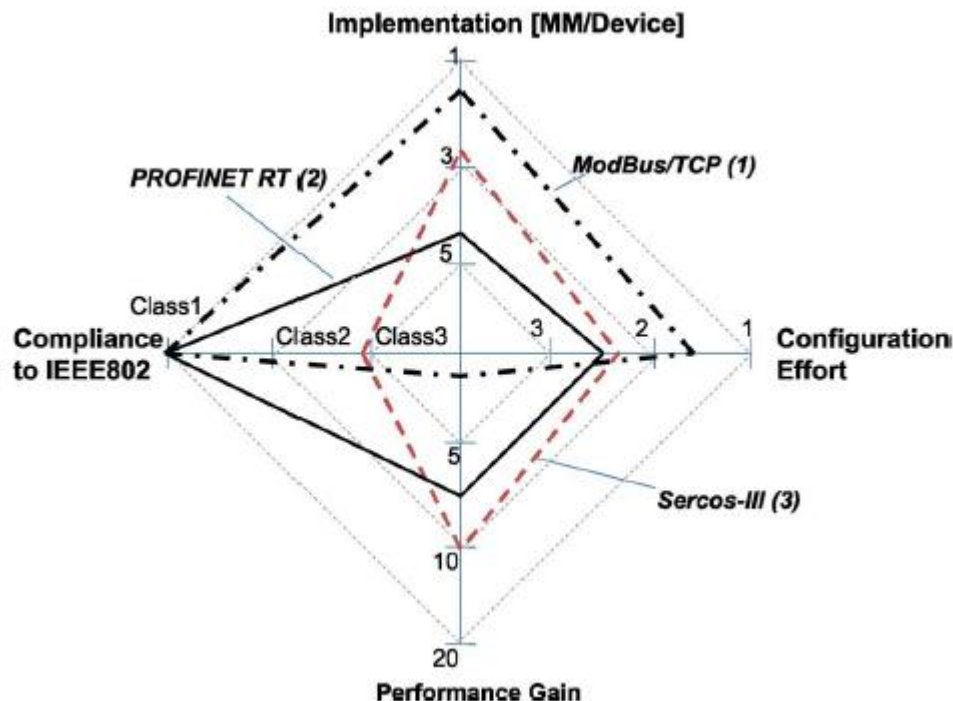 Implementation [MM/Device]
1
3
ModBus/TCP (1)
PROFINET RT (2)
5
Class1
Class2
Class3
3
2
1
Compliance
to IEEE802
Configuration
Effort
5
Sercos-III (3)
10
20
Performance Gain